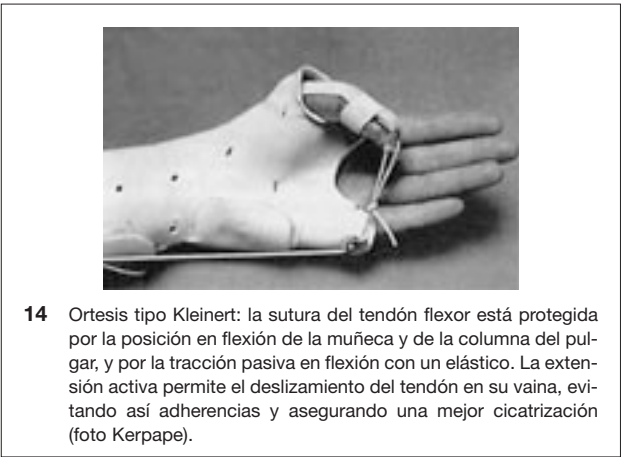 14 Ortesis tipo Kleinert: la sutura del tendón flexor está protegida
por la posición en flexión de la muñeca y de la columna del pul-
gar, y por la tracción pasiva en flexión con un elástico. La exten-
sión activa permite el deslizamiento del tendón en su vaina, evi-
tando así adherencias y asegurando una mejor cicatrización
(foto Kerpape).